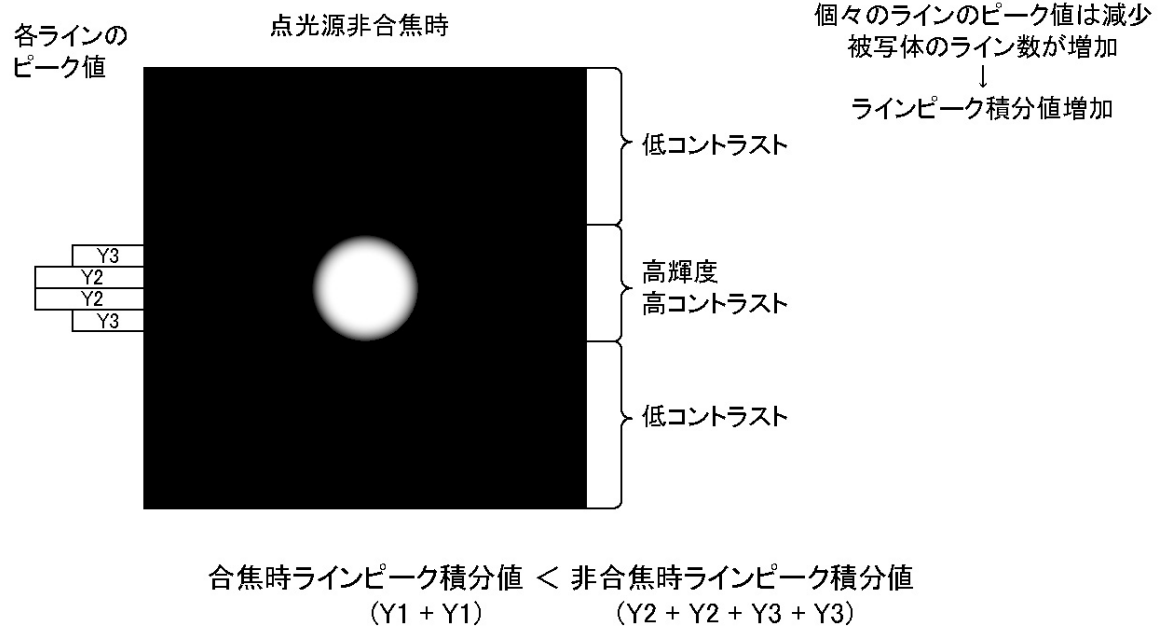 各ラインの
ピーク値
点光源非合焦時
個々のラインのピーク値は減少
被写体のライン数が増加
↓
ラインピーク積分値増加
低コントラスト
Y3
Y2
Y2
Y3
高輝度
高コントラスト
低コントラスト
合焦時ラインピーク積分値 < 非合焦時ラインピーク積分値
(Y1 + Y1) (Y2 + Y2 + Y3 + Y3)